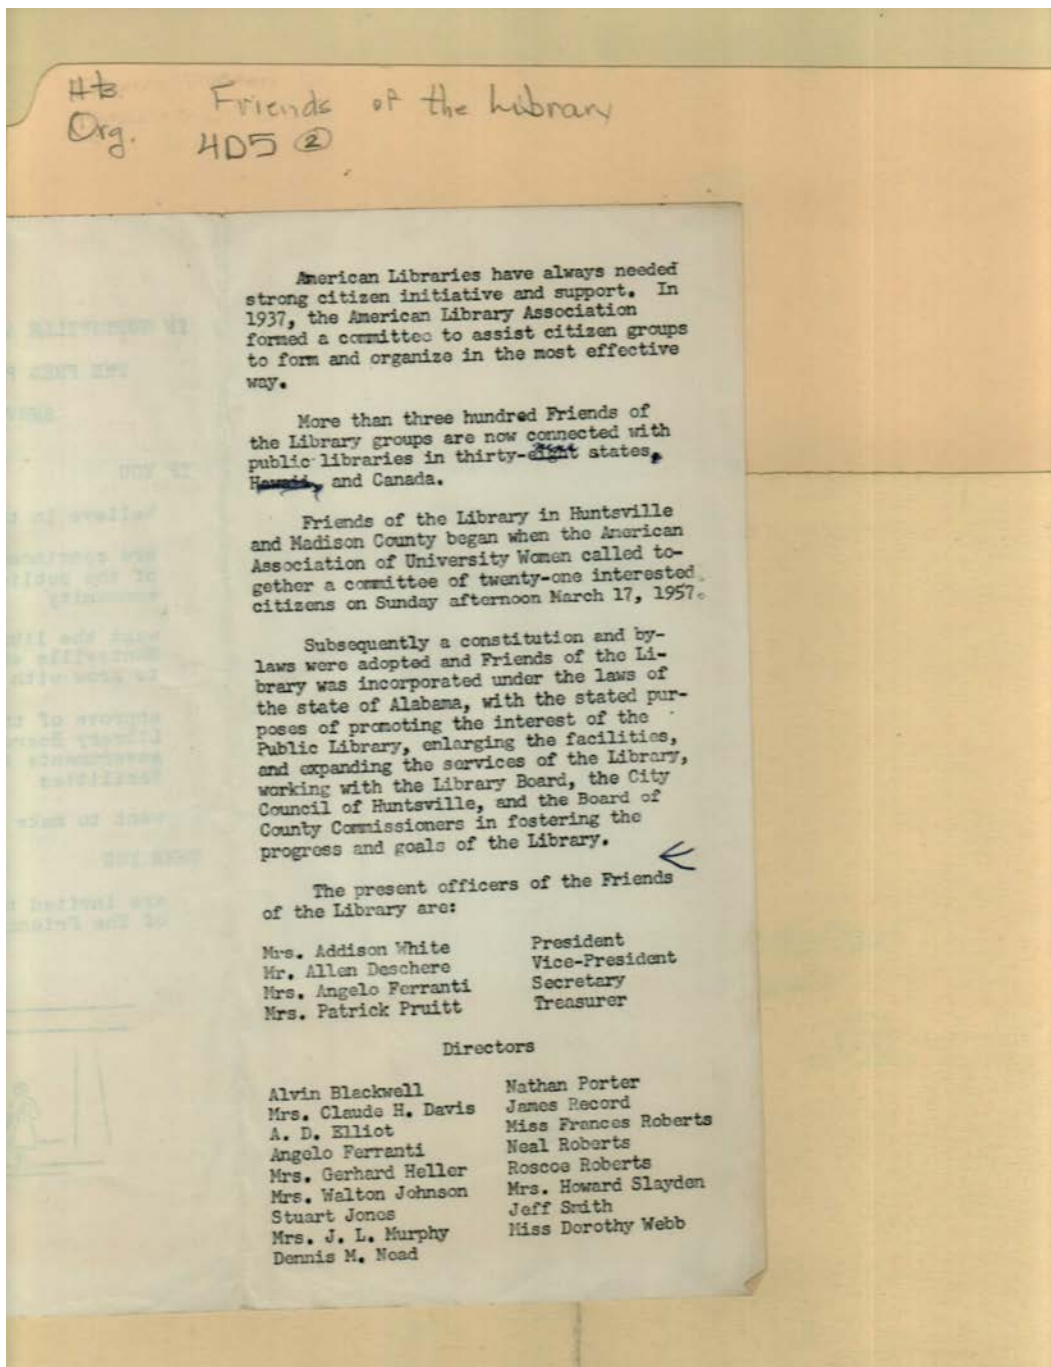 Hts. Friends of the Library
Org. 4D5 ②
American Libraries have always needed
strong citizen initiative and support. In
1937, the American Library Association
formed a committee to assist citizen groups
to form and organize in the most effective
way.
More than three hundred Friends of
the Library groups are now connected with
public libraries in thirty-eight states,
Hawaii, and Canada.
Friends of the Library in Huntsville
and Madison County began when the American
Association of University Women called to-
gether a committee of twenty-one interested
citizens on Sunday afternoon March 17, 1957.
Subsequently a constitution and by-
laws were adopted and Friends of the Li-
brary was incorporated under the laws of
the state of Alabama, with the stated pur-
poses of promoting the interest of the
Public Library, enlarging the facilities,
and expanding the services of the Library,
working with the Library Board, the City
Council of Huntsville, and the Board of
County Commissioners in fostering the
progress and goals of the Library.
The present officers of the Friends
of the Library are:
Mrs. Addison White President
Mr. Allen Deschere Vice-President
Mrs. Angelo Ferranti Secretary
Mrs. Patrick Pruitt Treasurer
Directors
Alvin Blackwell Nathan Porter
Mrs. Claude H. Davis James Record
A. D. Elliot Miss Frances Roberts
Angelo Ferranti Neal Roberts
Mrs. Gerhard Heller Roscoe Roberts
Mrs. Walton Johnson Mrs. Howard Slayden
Stuart Jones Jeff Smith
Mrs. J. L. Murphy Miss Dorothy Webb
Dennis M. Noad